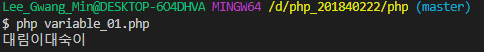 Lee_Gwang_Min@DESKTOP-6O4DHVA MINGW64 /d/php_201840222/php (master)
$ php variable_01.php
대림이대숙이